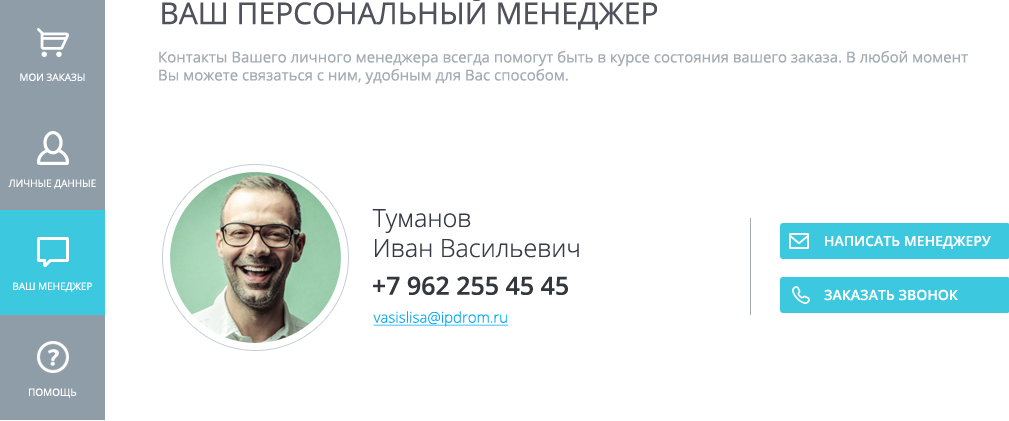 ВАШ ПЕРСОНАЛЬНЫЙ МЕНЕДЖЕР
Контакты Вашего личного менеджера всегда помогут быть в курсе состояния вашего заказа. В любой момент
Вы можете связаться с ним, удобным для Вас способом.
МОИ ЗАКАЗЫ
ЛИЧНЫЕ ДАННЫЕ
ВАШ МЕНЕДЖЕР
?
ПОМОЩЬ
Туманов
Иван Васильевич
+7 962 255 45 45
vasislisa@ipdrom.ru
НАПИСАТЬ МЕНЕДЖЕРУ
ЗАКАЗАТЬ ЗВОНОК